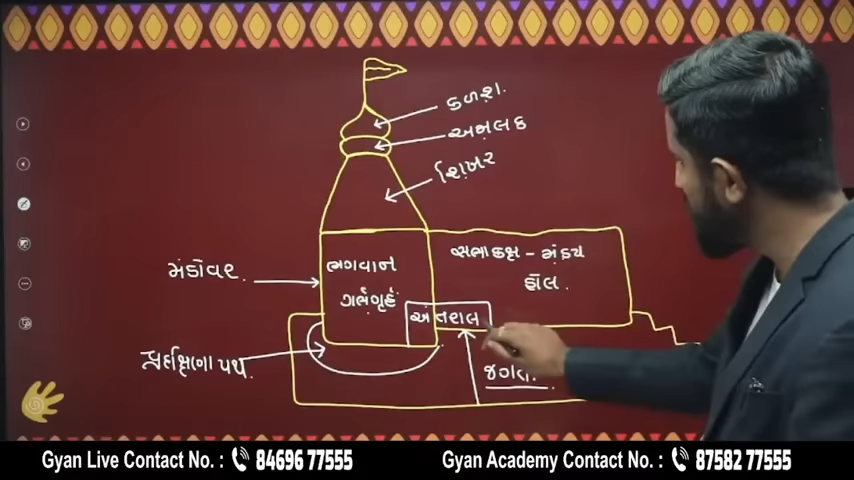 કળશ.
અમલક
શિખર
સભાકક્ષ - મંડપ
હોલ.
ભગવાન
ગર્ભગૃહ
મંડોવર.
અંતરાલ
પ્રદક્ષિણા પથ.
જગત.
Gyan Live Contact No. : 84696 77555
Gyan Academy Contact No. : 87582 77555